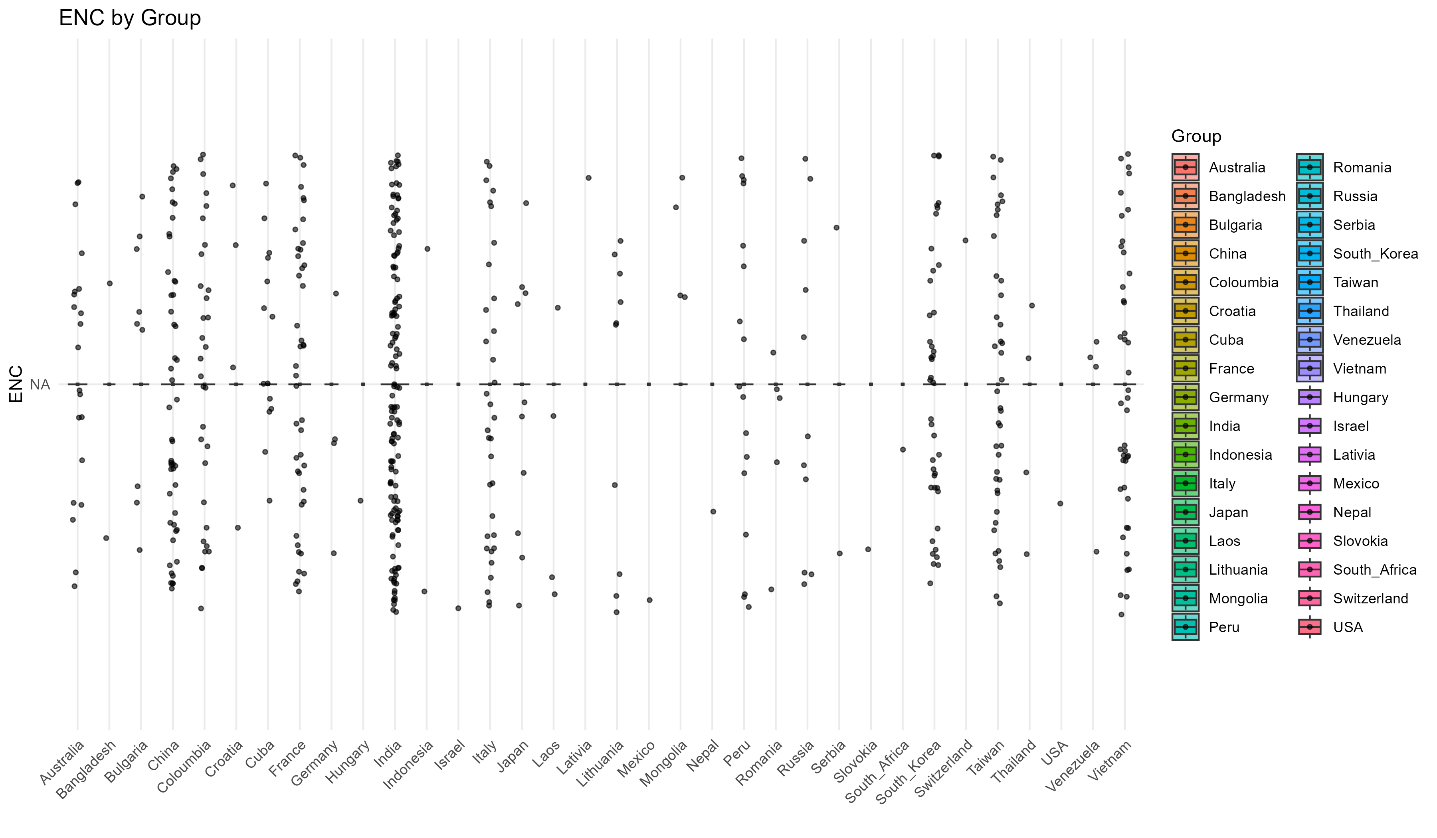 ENC by Group
ENC
NA
Australia
Bangladesh
Bulgaria
China
Coloumbia
Croatia
Cuba
France
Germany
Hungary
India
Indonesia
Israel
Italy
Japan
Laos
Lativia
Lithuania
Mexico
Mongolia
Nepal
Peru
Romania
Russia
Serbia
Slovokia
South_Africa
South_Korea
Switzerland
Taiwan
Thailand
USA
Venezuela
Vietnam
Group
Australia
Bangladesh
Bulgaria
China
Coloumbia
Croatia
Cuba
France
Germany
India
Indonesia
Italy
Japan
Laos
Lithuania
Mongolia
Peru
Romania
Russia
Serbia
South_Korea
Taiwan
Thailand
Venezuela
Vietnam
Hungary
Israel
Lativia
Mexico
Nepal
Slovokia
South_Africa
Switzerland
USA